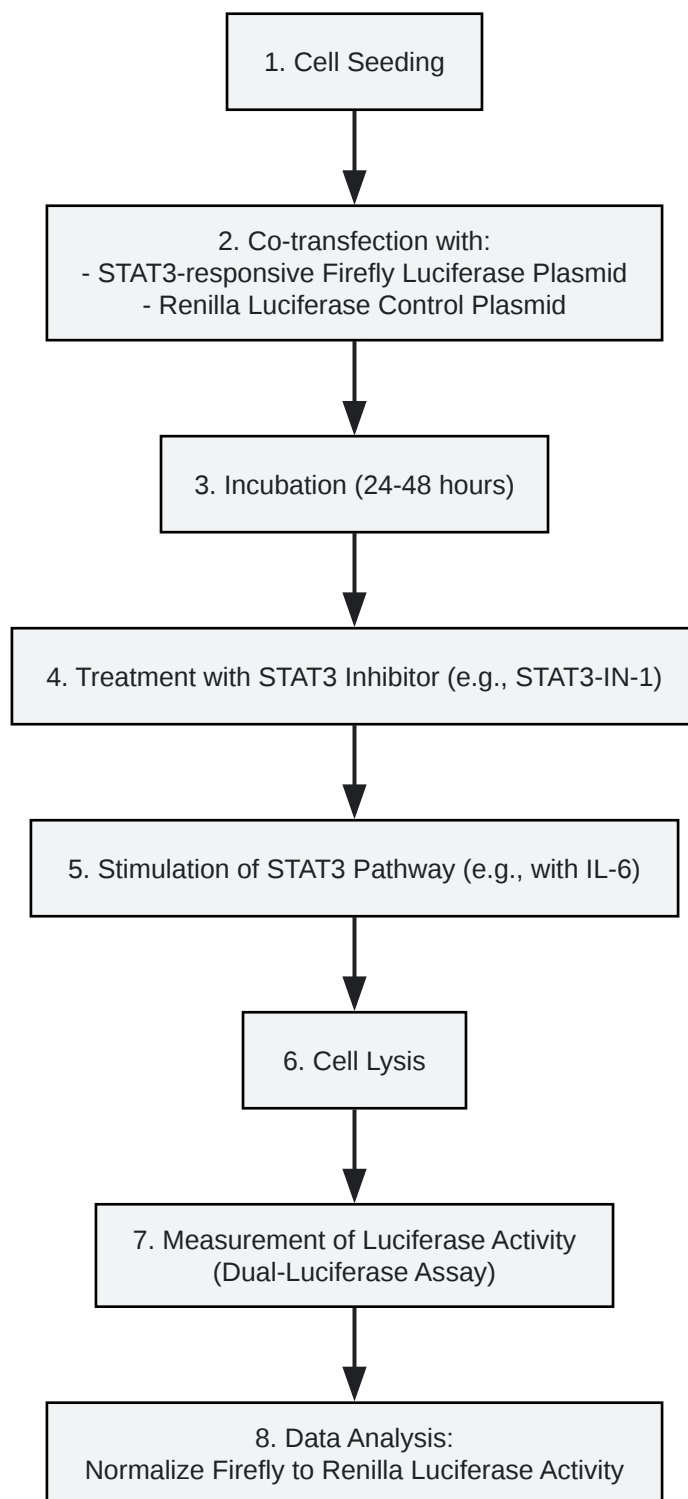 1. Cell Seeding
2. Co-transfection with:
- STAT3-responsive Firefly Luciferase Plasmid
- Renilla Luciferase Control Plasmid
3. Incubation (24-48 hours)
4. Treatment with STAT3 Inhibitor (e.g., STAT3-IN-1)
5. Stimulation of STAT3 Pathway (e.g., with IL-6)
6. Cell Lysis
7. Measurement of Luciferase Activity
(Dual-Luciferase Assay)
8. Data Analysis:
Normalize Firefly to Renilla Luciferase Activity